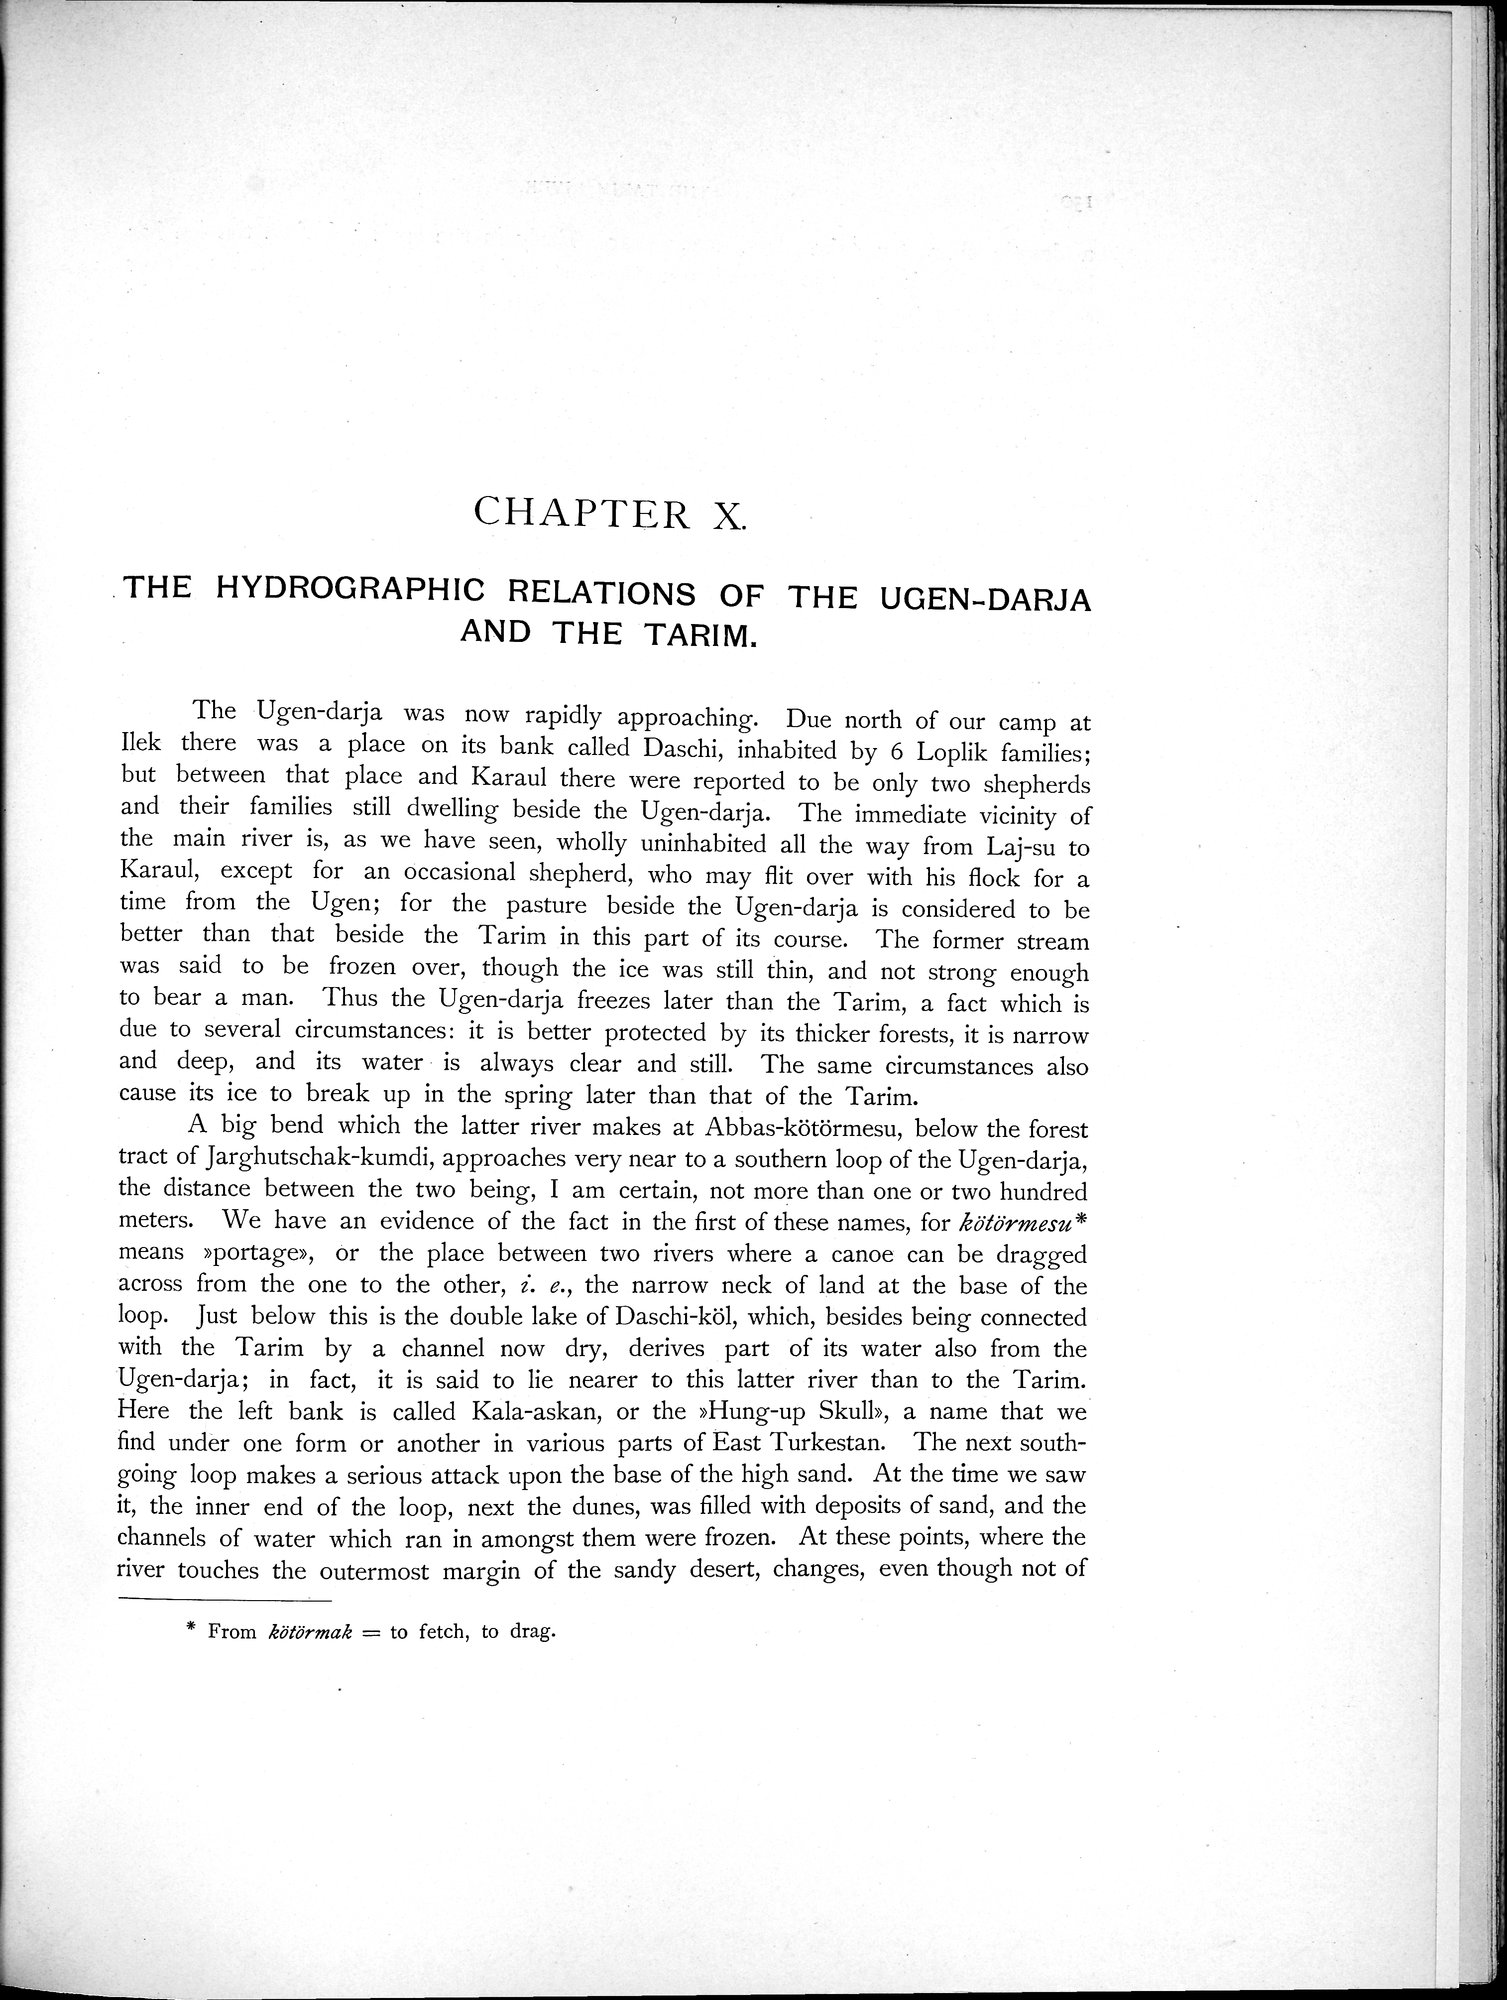 CHAPTER X.
THE HYDROGRAPHIC RELATIONS OF THE UGEN-DARJA
AND THE TARIM.
The Ugen-darja was now rapidly approaching. Due north of our camp at
Ilek there was a place on its bank called Daschi, inhabited by 6 Loplik families;
but between that place and Karaul there were reported to be only two shepherds
and their families still dwelling beside the Ugen-darja. The immediate vicinity of
the main river is, as we have seen, wholly uninhabited all the way from Laj-su to
Karaul, except for an occasional shepherd, who may flit over with his flock for a
time from the Ugen; for the pasture beside the Ugen-darja is considered to be
better than that beside the Tarim in this part of its course. The former stream
was said to be frozen over, though the ice was still thin, and not strong enough
to bear a man. Thus the Ugen-darja freezes later than the Tarim, a fact which is
due to several circumstances: it is better protected by its thicker forests, it is narrow
and deep, and its water is always clear and still. The same circumstances also
cause its ice to break up in the spring later than that of the Tarim.
A big bend which the latter river makes at Abbas-kötörmesu, below the forest
tract of Jarghutschak-kumdi, approaches very near to a southern loop of the Ugen-darja,
the distance between the two being, I am certain, not more than one or two hundred
meters. We have an evidence of the fact in the first of these names, for kötörmesu*
means »portage», or the place between two rivers where a canoe can be dragged
across from the one to the other, i. e., the narrow neck of land at the base of the
loop. Just below this is the double lake of Daschi-köl, which, besides being connected
with the Tarim by a channel now dry, derives part of its water also from the
Ugen-darja; in fact, it is said to lie nearer to this latter river than to the Tarim.
Here the left bank is called Kala-askan, or the »Hung-up Skull», a name that we
find under one form or another in various parts of East Turkestan. The next south-
going loop makes a serious attack upon the base of the high sand. At the time we saw
it, the inner end of the loop, next the dunes, was filled with deposits of sand, and the
channels of water which ran in amongst them were frozen. At these points, where the
river touches the outermost margin of the sandy desert, changes, even though not of
* From kötörmak = to fetch, to drag.